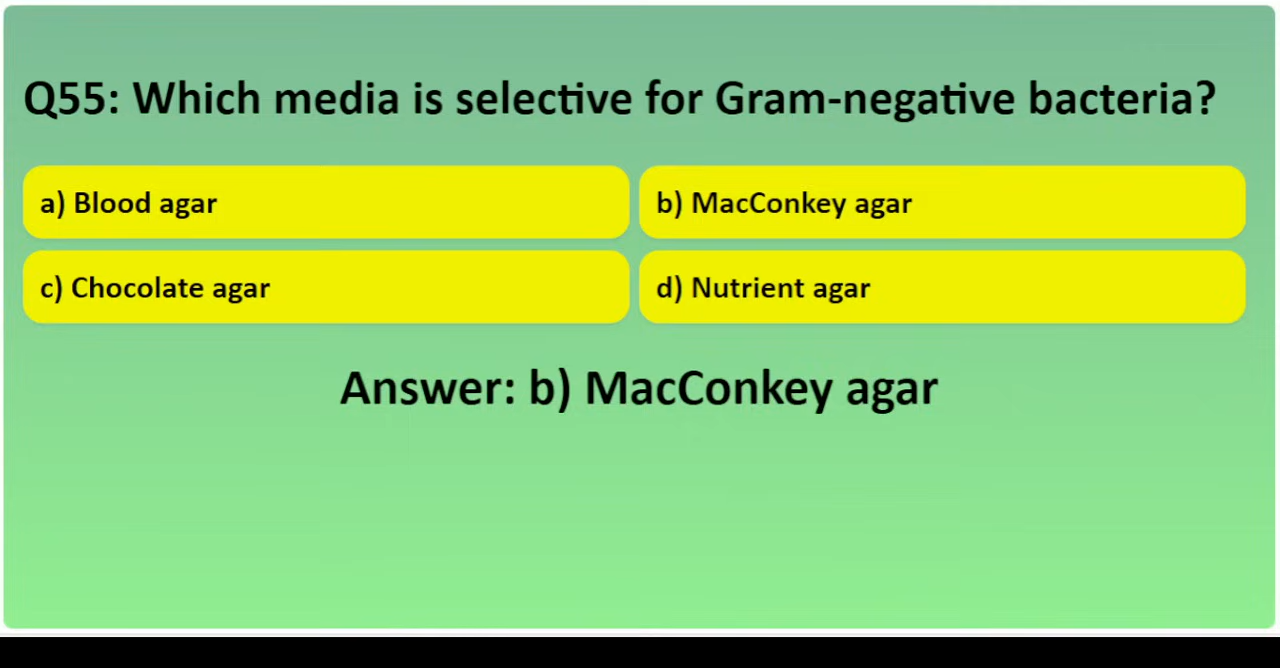 Q55: Which media is selective for Gram-negative bacteria?
a) Blood agar
b) MacConkey agar
c) Chocolate agar
d) Nutrient agar
Answer: b) MacConkey agar